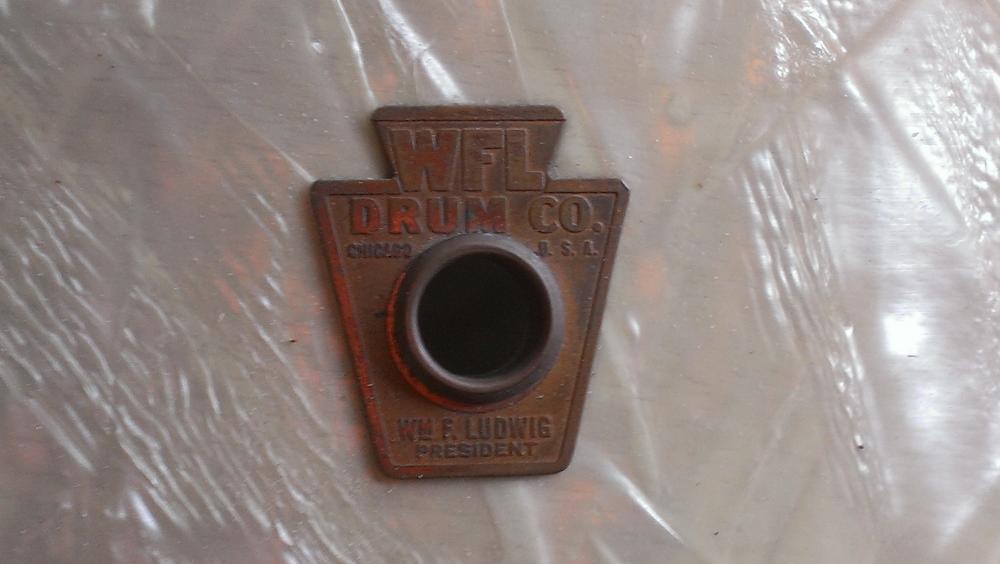 WFL
DRUM CO.
CHICAGO U. S. A.
WM F. LUDWIG
PRESIDENT